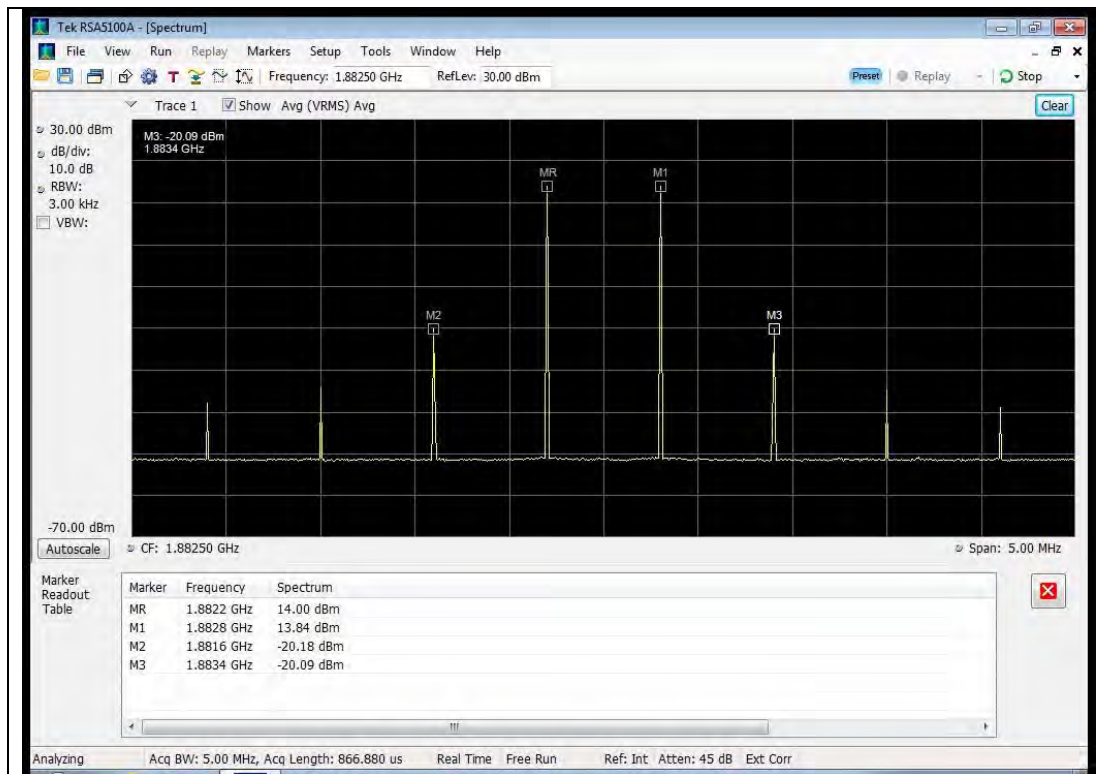 Tek RSA5100A - [Spectrum]
File View Run Replay Markers Setup Tools Window Help
T Frequency: 1.88250 GHz RefLev: 30.00 dBm Preset Replay Stop
Trace 1 Show Avg (VRMS) Avg Clear
30.00 dBm
dB/div:
10.0 dB
RBW:
3.00 kHz
VBW:
M3: -20.09 dBm
1.8834 GHz
MR M1
M2 M3
-70.00 dBm
Autoscale CF: 1.88250 GHz Span: 5.00 MHz
Marker
Readout
Table
Marker Frequency Spectrum
MR 1.8822 GHz 14.00 dBm
M1 1.8828 GHz 13.84 dBm
M2 1.8816 GHz -20.18 dBm
M3 1.8834 GHz -20.09 dBm
Analyzing Acq BW: 5.00 MHz, Acq Length: 866.880 us Real Time Free Run Ref: Int Atten: 45 dB Ext Corr